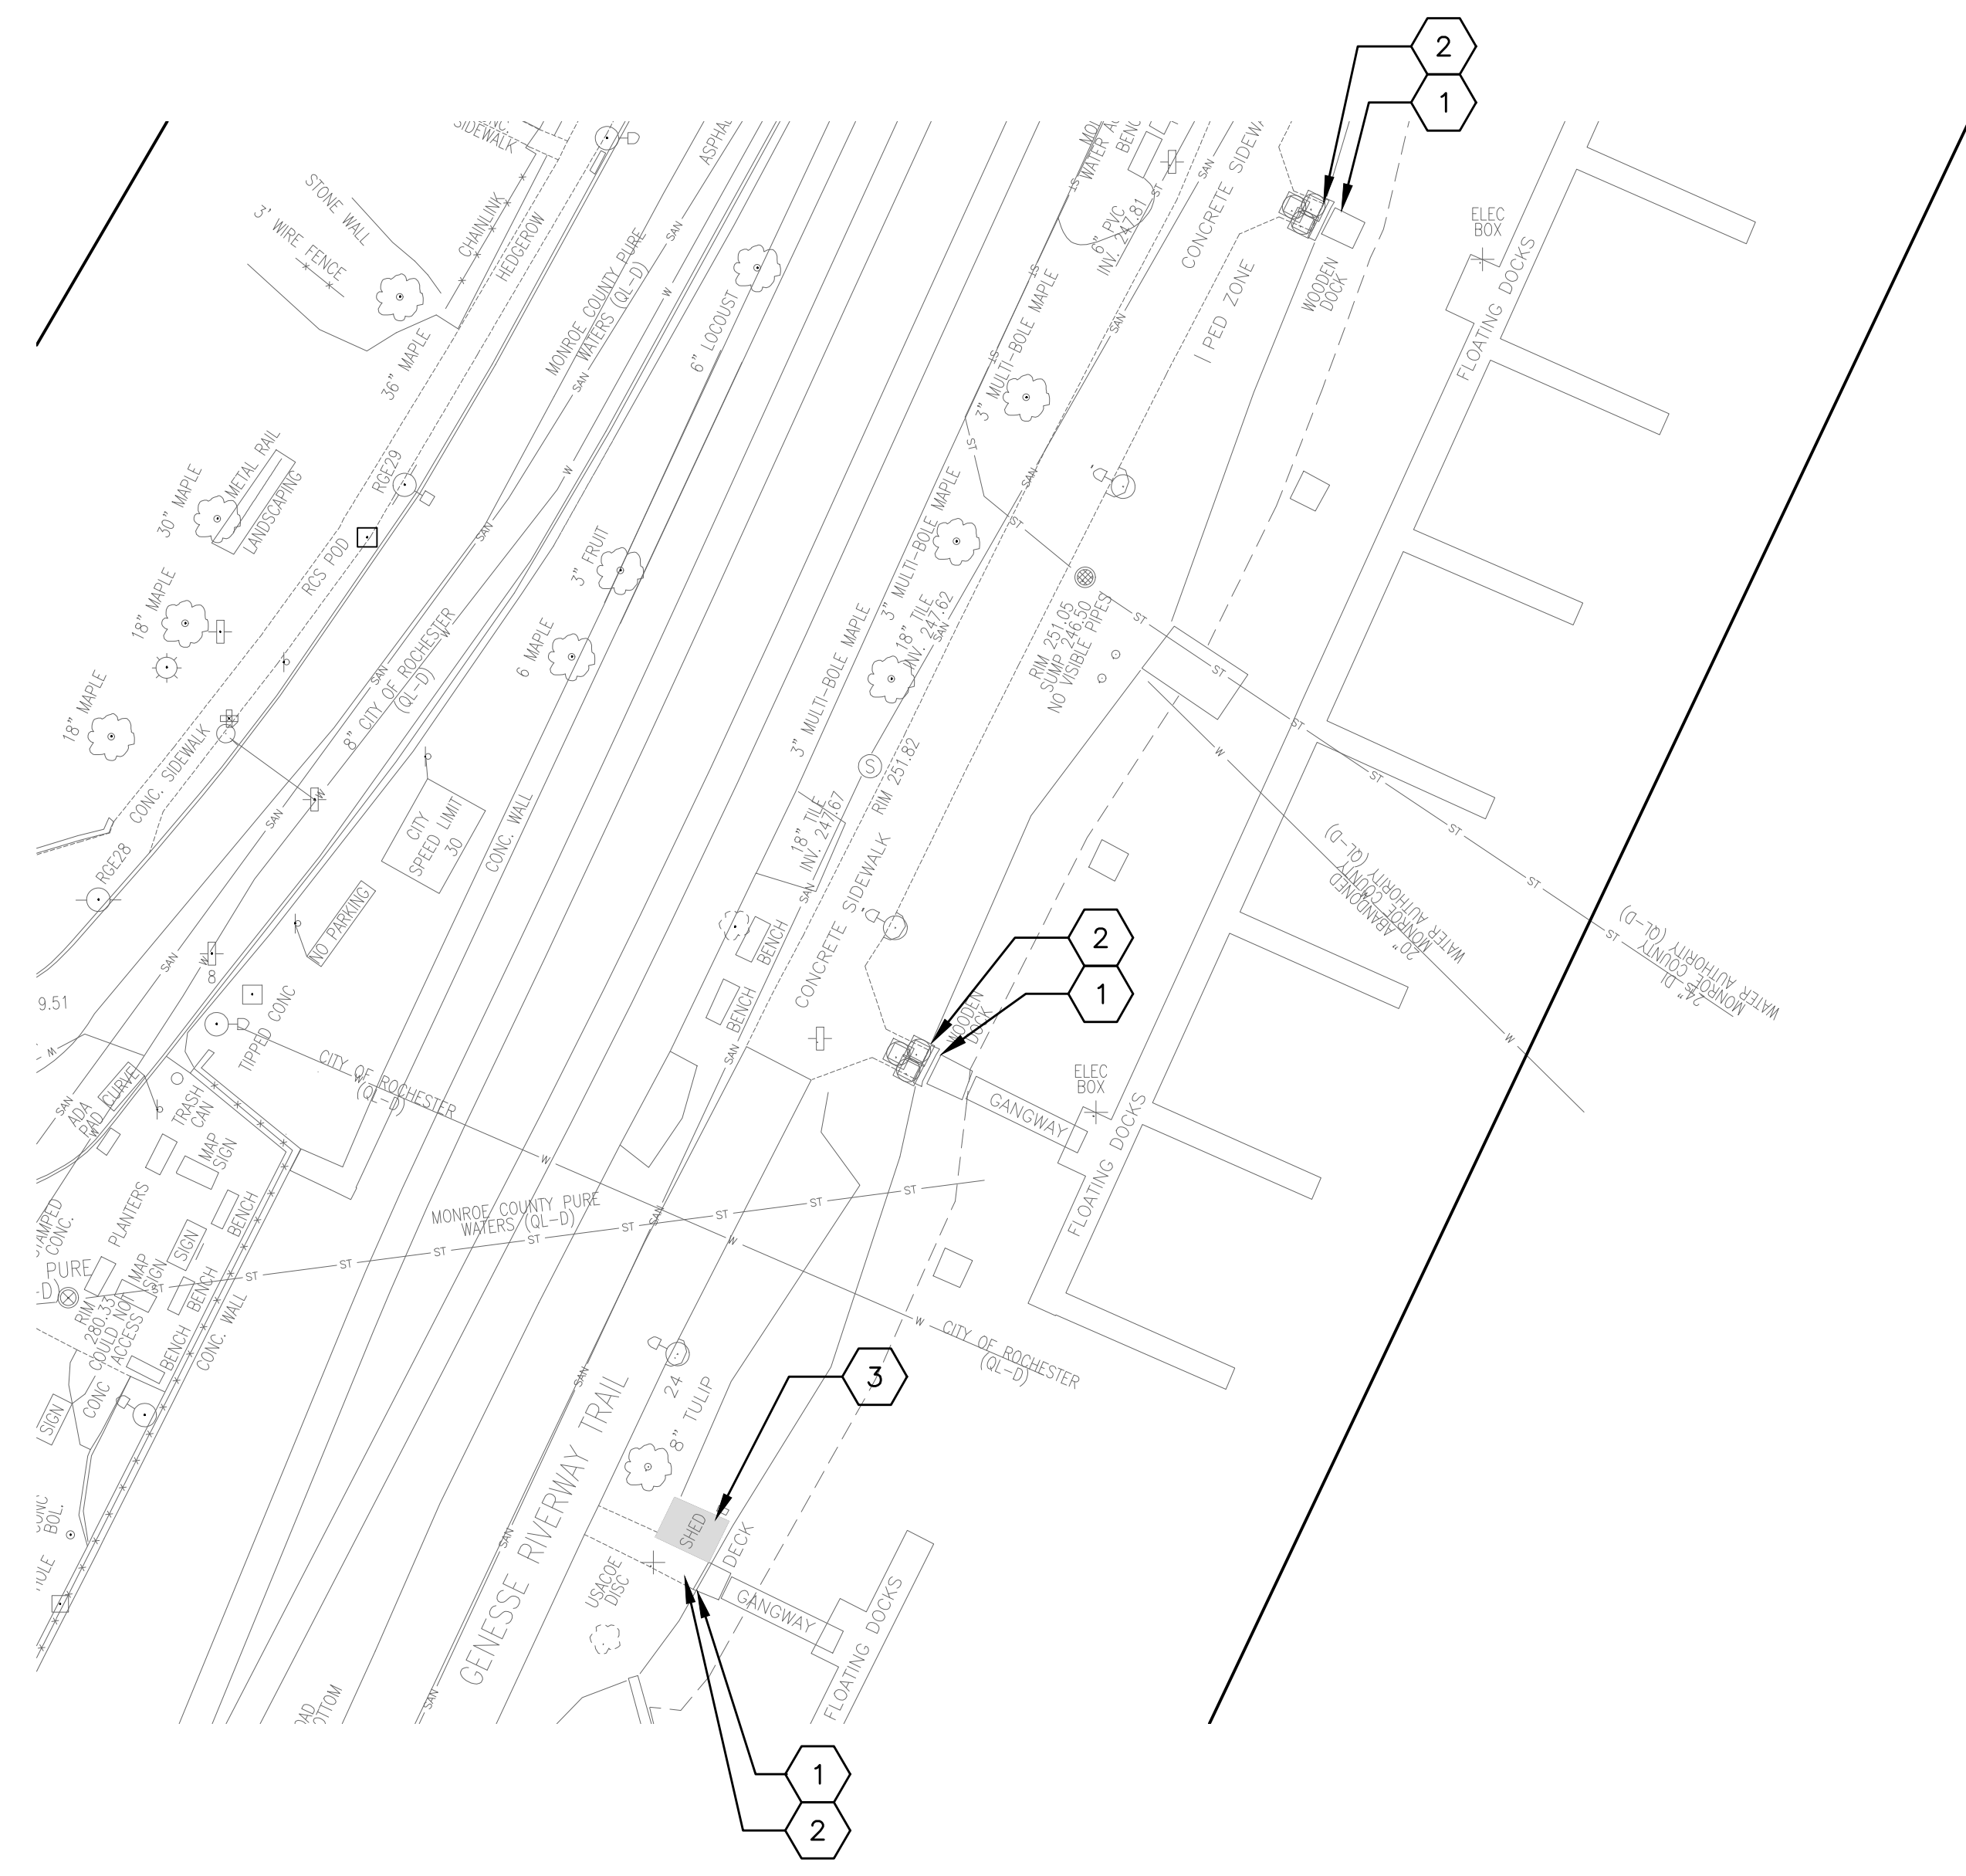 2
1
SIDEWALK
STONE WALL
3' WIRE FENCE
CHAINLINK
HEDGEROW
36" MAPLE
MONROE COUNTY PURE
WATERS (QL-D)
SAN
W
6" LOCOUST
ST
BENC
6" PVC
INV. 247.81
ST
SAN
CONCRETE SIDEWA
I PED ZONE
WOODEN
DOCK
ELEC
BOX
FLOATING DOCKS
3" MULTI-BOLE MAPLE
30" MAPLE
METAL RAIL
LANDSCAPING
RGE29
RCS POD
18" MAPLE
18" MAPLE
CONC. SIDEWALK
RGE28
8" CITY OF ROCHESTER
(QL-D)
3" FRUIT
6 MAPLE
3" MULTI-BOLE MAPLE
3" MULTI-BOLE MAPLE
18" TILE
INV. 247.62
RIM 251.05
SUMP 246.50
NO VISIBLE PIPES
S
RIM 251.82
18" TILE
INV. 247.67
CITY
SPEED LIMIT
30
CONC. WALL
NO PARKING
8
9.51
TIPPED CONC
BENCH
BENCH
CONCRETE SIDEWALK
2
1
WOODEN
DOCK
20" ABANDONED
MONROE COUNTY
WATER AUTHORITY (QL-D)
24" DI
MONROE COUNTY
WATER AUTHORITY (QL-D)
ELEC
BOX
GANGWAY
FLOATING DOCKS
CITY OF ROCHESTER
(QL-D)
ADA
PAD
CURVE
TRASH
CAN
MAP
SIGN
PLANTERS
BENCH
SIGN
MAP
SIGN
BENCH
CONC.
PURE
RIM
280.33
COULD NOT
ACCESS
BENCH
CONC. WALL
MONROE COUNTY PURE
WATERS (QL-D)
CITY OF ROCHESTER
(QL-D)
SIGN
CONC
BOL.
GENESSE RIVERWAY TRAIL
24
8" TULIP
3
SHED
DECK
USACOE
DISC
GANGWAY
FLOATING DOCKS
1
2